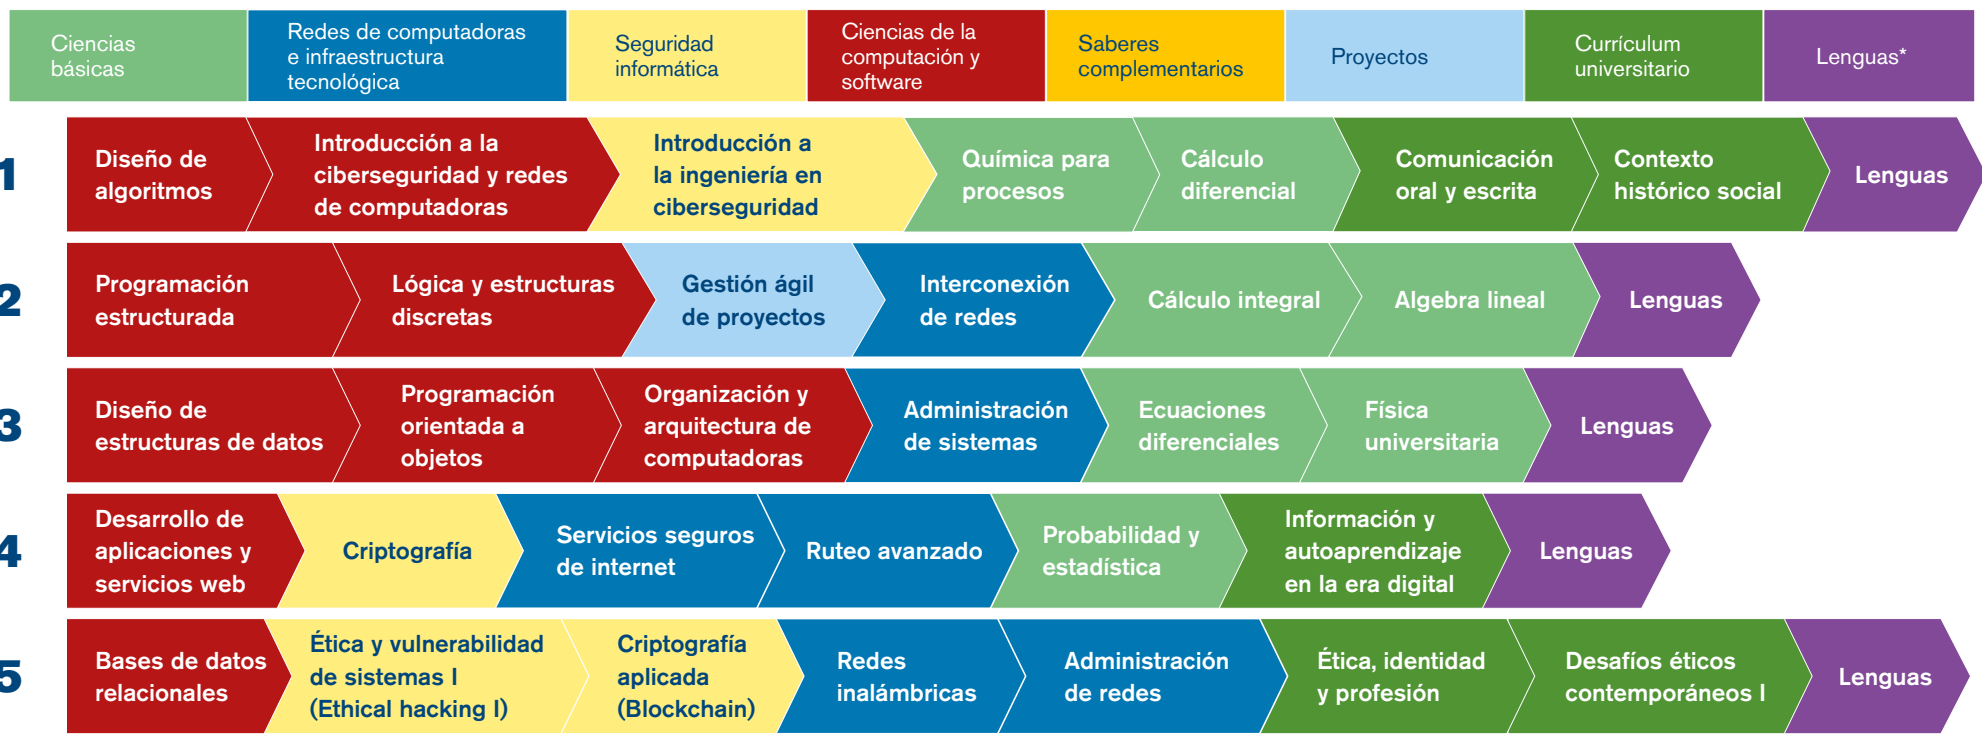 Ciencias
básicas
Redes de computadoras
e infraestructura
tecnológica
Seguridad
informática
Ciencias de la
computación y
software
Saberes
complementarios
Proyectos
Currículum
universitario
Lenguas*
1
Diseño de
algoritmos
Introducción a la
ciberseguridad y redes
de computadoras
Introducción a
la ingeniería en
ciberseguridad
Química para
procesos
Cálculo
diferencial
Comunicación
oral y escrita
Contexto
histórico social
Lenguas
2
Programación
estructurada
Lógica y estructuras
discretas
Gestión ágil
de proyectos
Interconexión
de redes
Cálculo integral
Algebra lineal
Lenguas
3
Diseño de
estructuras de datos
Programación
orientada a
objetos
Organización y
arquitectura de
computadoras
Administración
de sistemas
Ecuaciones
diferenciales
Física
universitaria
Lenguas
4
Desarrollo de
aplicaciones y
servicios web
Criptografía
Servicios seguros
de internet
Ruteo avanzado
Probabilidad y
estadística
Información y
autoaprendizaje
en la era digital
Lenguas
5
Bases de datos
relacionales
Ética y vulnerabilidad
de sistemas I
(Ethical hacking I)
Criptografía
aplicada
(Blockchain)
Redes
inalámbricas
Administración
de redes
Ética, identidad
y profesión
Desafíos éticos
contemporáneos I
Lenguas